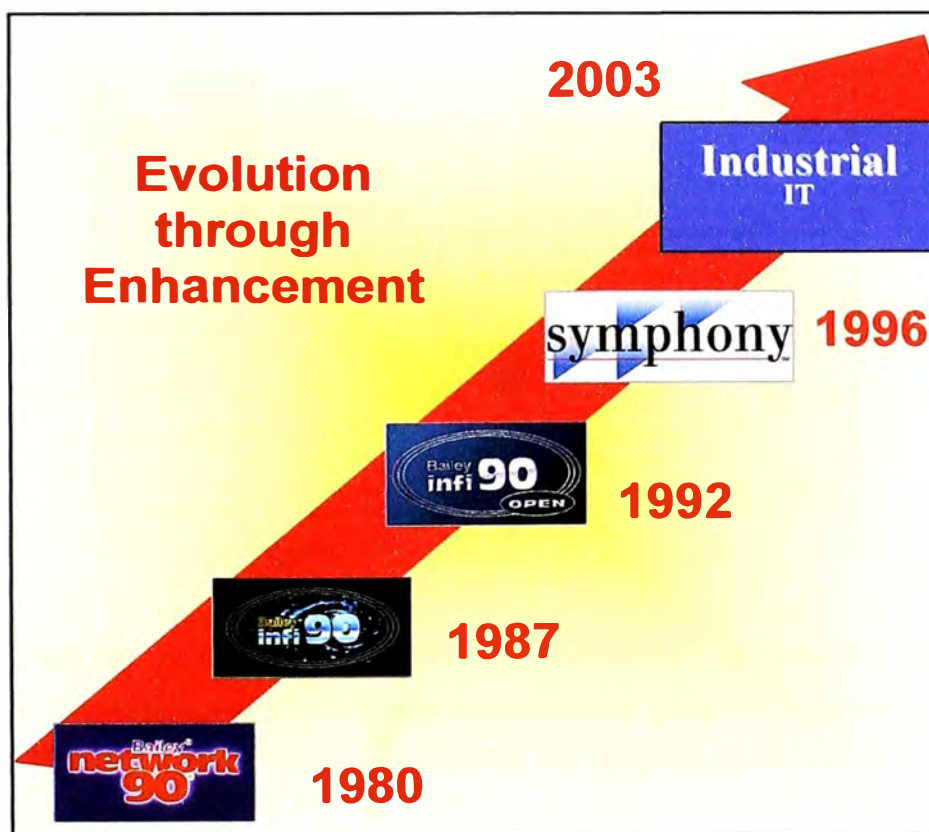 2003
Industrial
IT
Evolution
through
Enhancement
symphony™
1996
Bailey
infi 90
OPEN
1992
Bailey
infi 90
1987
Bailey®
network
90
1980